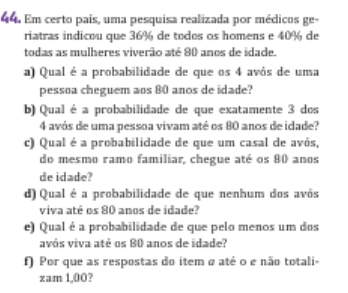 44. Em certo país, uma pesquisa realizada por médicos ge-
riatras indicou que 36% de todos os homens e 40% de
todas as mulheres viverão até 80 anos de idade.
a) Qual é a probabilidade de que os 4 avós de uma
pessoa cheguem aos 80 anos de idade?
b) Qual é a probabilidade de que exatamente 3 dos
4 avós de uma pessoa vivam até os 80 anos de idade?
c) Qual é a probabilidade de que um casal de avós,
do mesmo ramo familiar, chegue até os 80 anos
de idade?
d) Qual é a probabilidade de que nenhum dos avós
viva até os 80 anos de idade?
e) Qual é a probabilidade de que pelo menos um dos
avós viva até os 80 anos de idade?
f) Por que as respostas do item a até o e não totali-
zam 1,00?